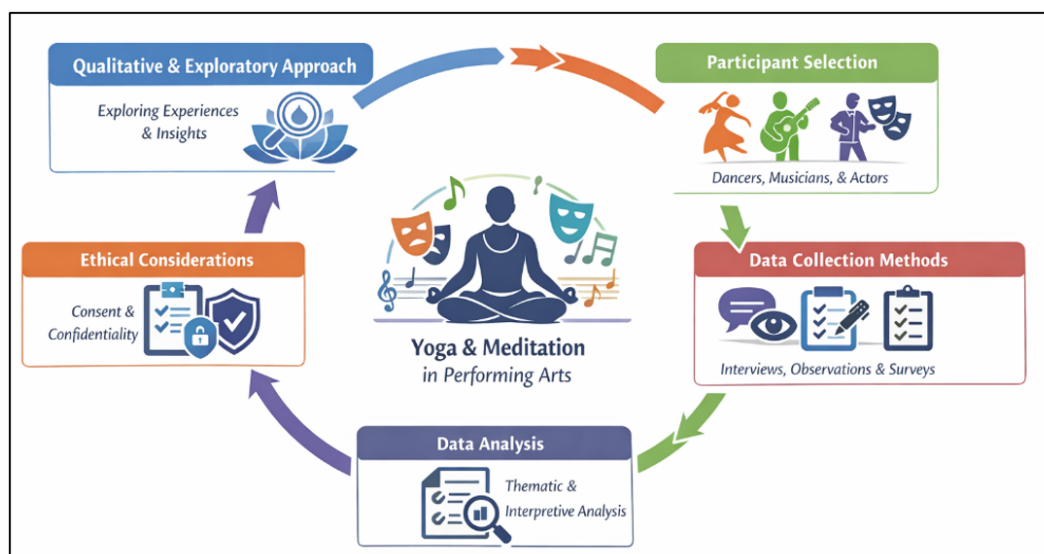 Qualitative & Exploratory Approach
Exploring Experiences
& Insights
Participant Selection
Dancers, Musicians, & Actors
Data Collection Methods
Interviews, Observations & Surveys
Data Analysis
Thematic &
Interpretive Analysis
Ethical Considerations
Consent &
Confidentiality
Yoga & Meditation
in Performing Arts